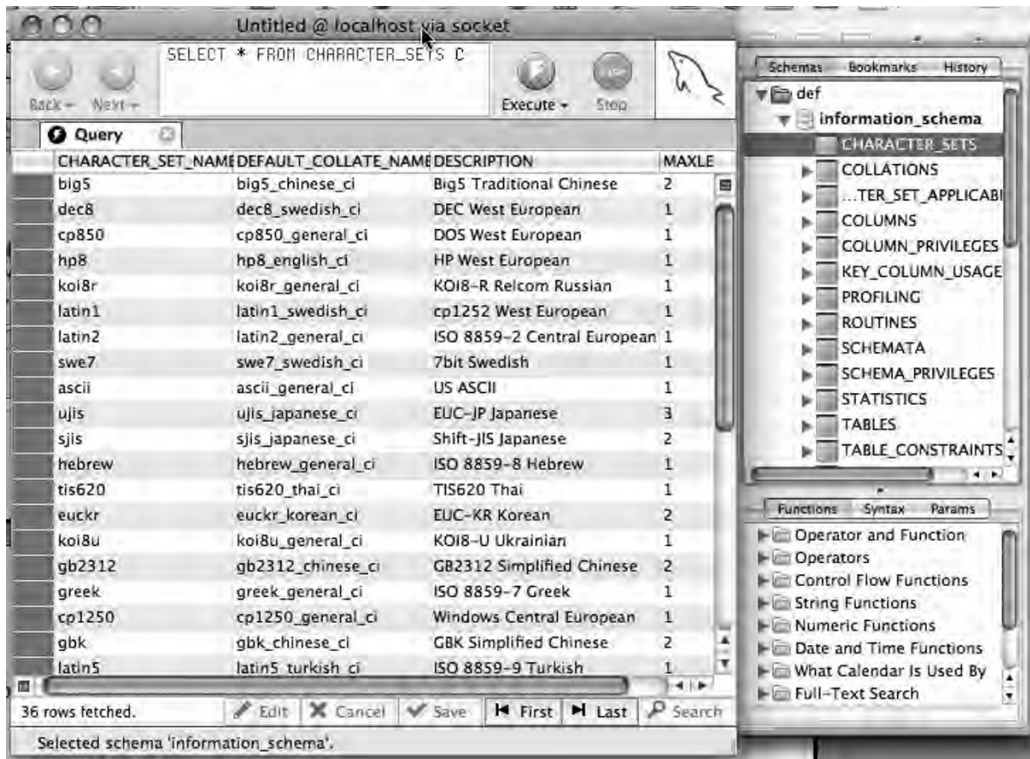 Untitled @ localhost via socket
SELECT * FROM CHARACTER_SETS C
Back Next Execute Stop
Query
CHARACTER_SET_NAME DEFAULT_COLLATE_NAME DESCRIPTION MAXLE
big5 big5_chinese_ci Big5 Traditional Chinese 2
dec8 dec8_swedish_ci DEC West European 1
cp850 cp850_general_ci DOS West European 1
hp8 hp8_english_ci HP West European 1
koi8r koi8r_general_ci KOI8-R Relcom Russian 1
latin1 latin1_swedish_ci cp1252 West European 1
latin2 latin2_general_ci ISO 8859-2 Central European 1
swe7 swe7_swedish_ci 7bit Swedish 1
ascii ascii_general_ci US ASCII 1
ujis ujis_japanese_ci EUC-JP Japanese 3
sjis sjis_japanese_ci Shift-JIS Japanese 2
hebrew hebrew_general_ci ISO 8859-8 Hebrew 1
tis620 tis620_thai_ci TIS620 Thai 1
euckr euckr_korean_ci EUC-KR Korean 2
koi8u koi8u_general_ci KOI8-U Ukrainian 1
gb2312 gb2312_chinese_ci GB2312 Simplified Chinese 2
greek greek_general_ci ISO 8859-7 Greek 1
cp1250 cp1250_general_ci Windows Central European 1
gbk gbk_chinese_ci GBK Simplified Chinese 2
latin5 latin5_turkish_ci ISO 8859-9 Turkish 1
36 rows fetched. Edit Cancel Save First Last Search
Selected schema 'information_schema'.
Schemas Bookmarks History
def
information_schema
CHARACTER_SETS
COLLATIONS
...TER_SET_APPLICABI
COLUMNS
COLUMN_PRIVILEGES
KEY_COLUMN_USAGE
PROFILING
ROUTINES
SCHEMATA
SCHEMA_PRIVILEGES
STATISTICS
TABLES
TABLE_CONSTRAINTS
Functions Syntax Params
Operator and Function
Operators
Control Flow Functions
String Functions
Numeric Functions
Date and Time Functions
What Calendar Is Used By
Full-Text Search